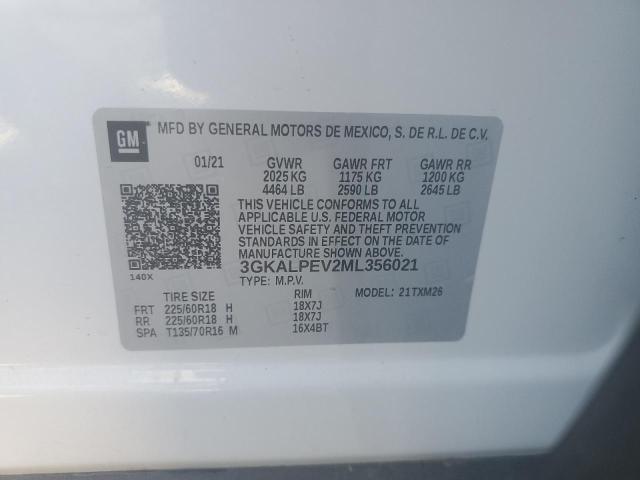 GM
MFD BY GENERAL MOTORS DE MEXICO, S. DE R.L. DE C.V.
01/21 GVWR GAWR FRT GAWR RR
2025 KG 1175 KG 1200 KG
4464 LB 2590 LB 2645 LB
THIS VEHICLE CONFORMS TO ALL
APPLICABLE U.S. FEDERAL MOTOR
VEHICLE SAFETY AND THEFT PREVENTION
STANDARDS IN EFFECT ON THE DATE OF
MANUFACTURE SHOWN ABOVE.
3GKALPEV2ML356021
140X TYPE: M.P.V.
TIRE SIZE RIM MODEL: 21TXM26
FRT 225/60R18 H 18X7J
RR 225/60R18 H 18X7J
SPA T135/70R16 M 16X4BT